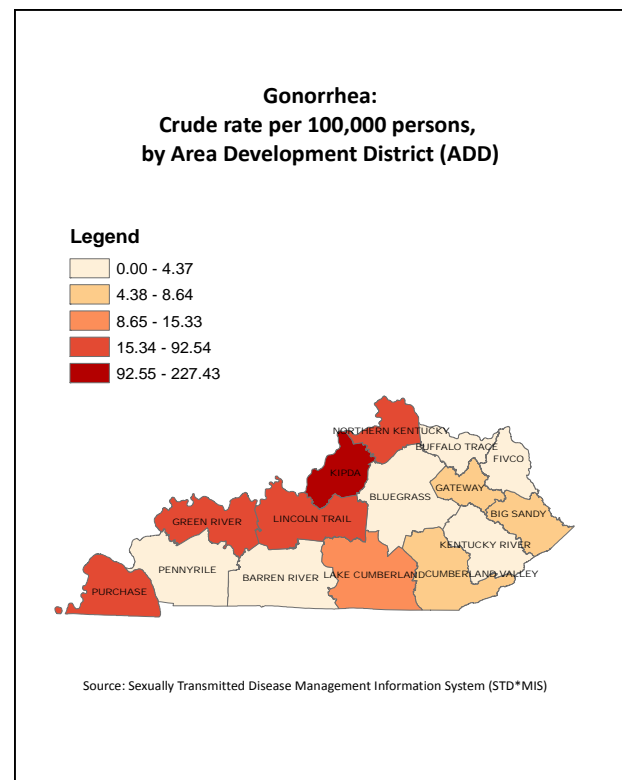 Gonorrhea:
Crude rate per 100,000 persons,
by Area Development District (ADD)
Legend
0.00 - 4.37
4.38 - 8.64
8.65 - 15.33
15.34 - 92.54
92.55 - 227.43
NORTHERN KENTUCKY
BUFFALO TRACE
FIVCO
KIPDA
GATEWAY
BLUEGRASS
BIG SANDY
GREEN RIVER
LINCOLN TRAIL
KENTUCKY RIVER
PENNYRILE
BARREN RIVER
LAKE CUMBERLAND
CUMBERLAND VALLEY
PURCHASE
Source: Sexually Transmitted Disease Management Information System (STD*MIS)